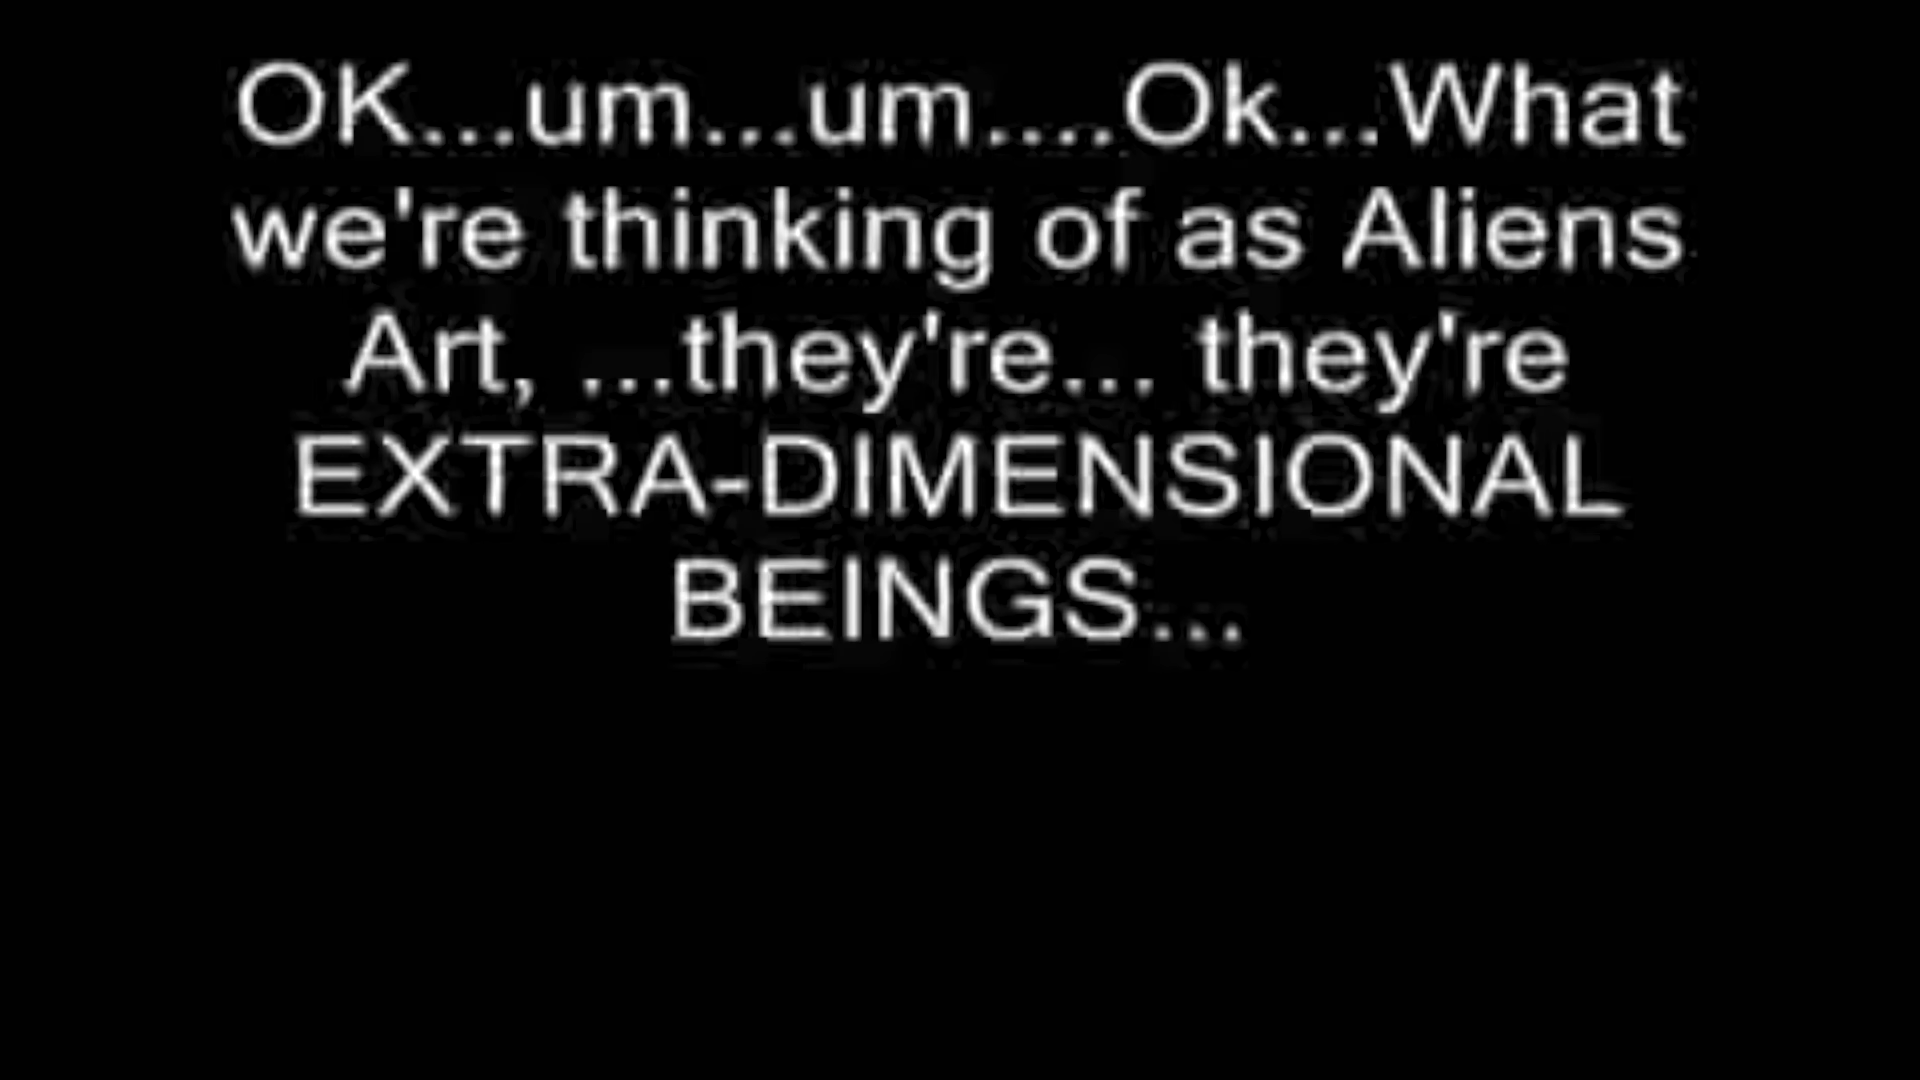 OK...um...um....Ok...What
we're thinking of as Aliens
Art, ...they're... they're
EXTRA-DIMENSIONAL
BEINGS...